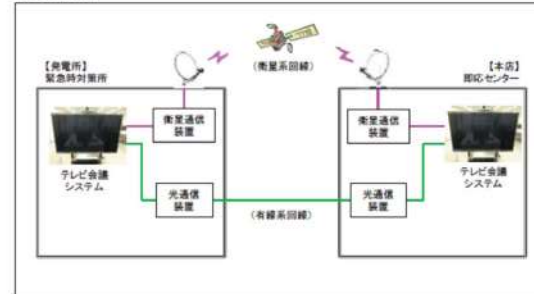 【発電所】
緊急時対策所
(衛星系回線)
【本店】
即応センター
衛星通信
装置
衛星通信
装置
テレビ会議
システム
テレビ会議
システム
光通信
装置
光通信
装置
(有線系回線)